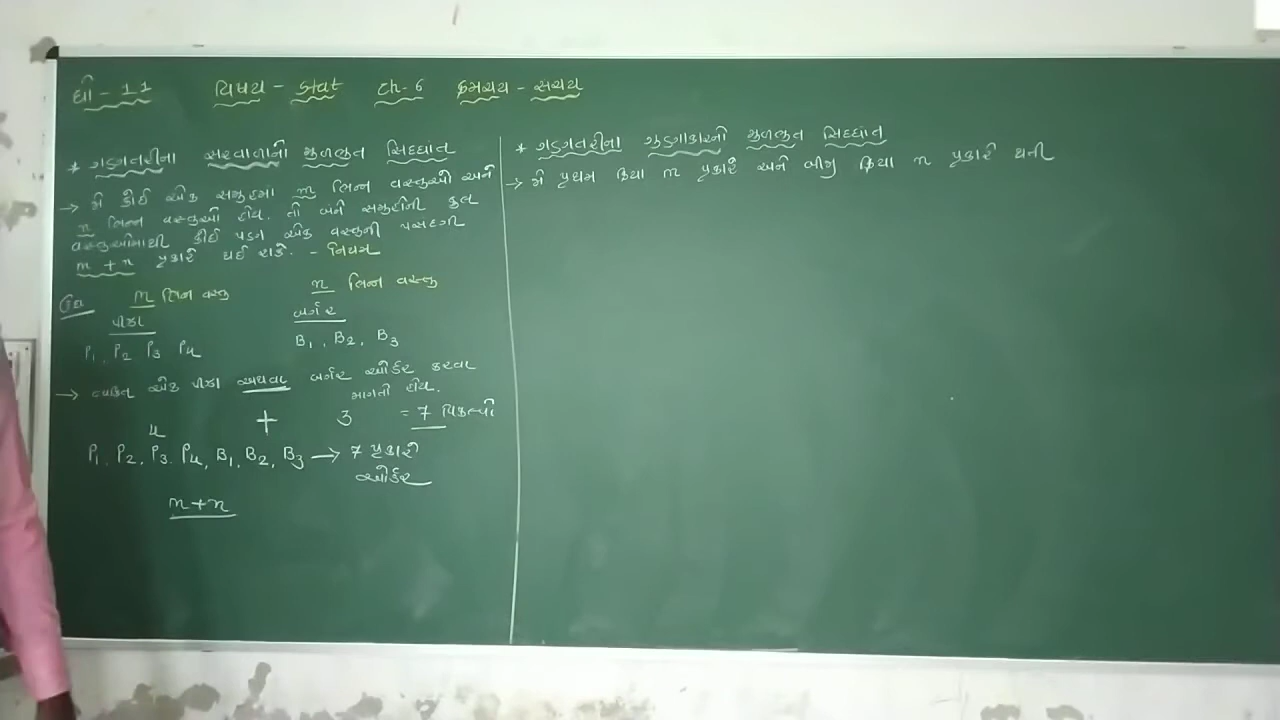 ધો - 11 વિષય - stat ch-6 ક્રમચય - સંચય
* ગણતરીના સરવાળાનો મુળભુત સિદ્ધાંત
→ જો કોઈ એક સમુહમા m ભિન્ન વસ્તુઓ અને
n ભિન્ન વસ્તુઓ હોય. તો બંને સમુહોની કુલ
વસ્તુઓમાથી કોઈ પણ એક વસ્તુની પસંદગી
m + n પ્રકારે થઈ શકે. - નિયમ
ઉદા m ભિન્ન વસ્તુ n ભિન્ન વસ્તુ
પીઝા બર્ગર
P₁, P₂ P₃ P₄ B₁, B₂, B₃
→ વ્યક્તિ એક પીઝા અથવા બર્ગર ઓર્ડર કરવા
માગતો હોય.
4 + 3 = 7 વિકલ્પો
P₁, P₂, P₃, P₄, B₁, B₂, B₃ → 7 પ્રકારે
ઓર્ડર
m + n
* ગણતરીના ગુણાકારનો મુળભુત સિદ્ધાંત
→ જો પ્રથમ ક્રિયા m પ્રકારે અને બીજી ક્રિયા n પ્રકારે થતી